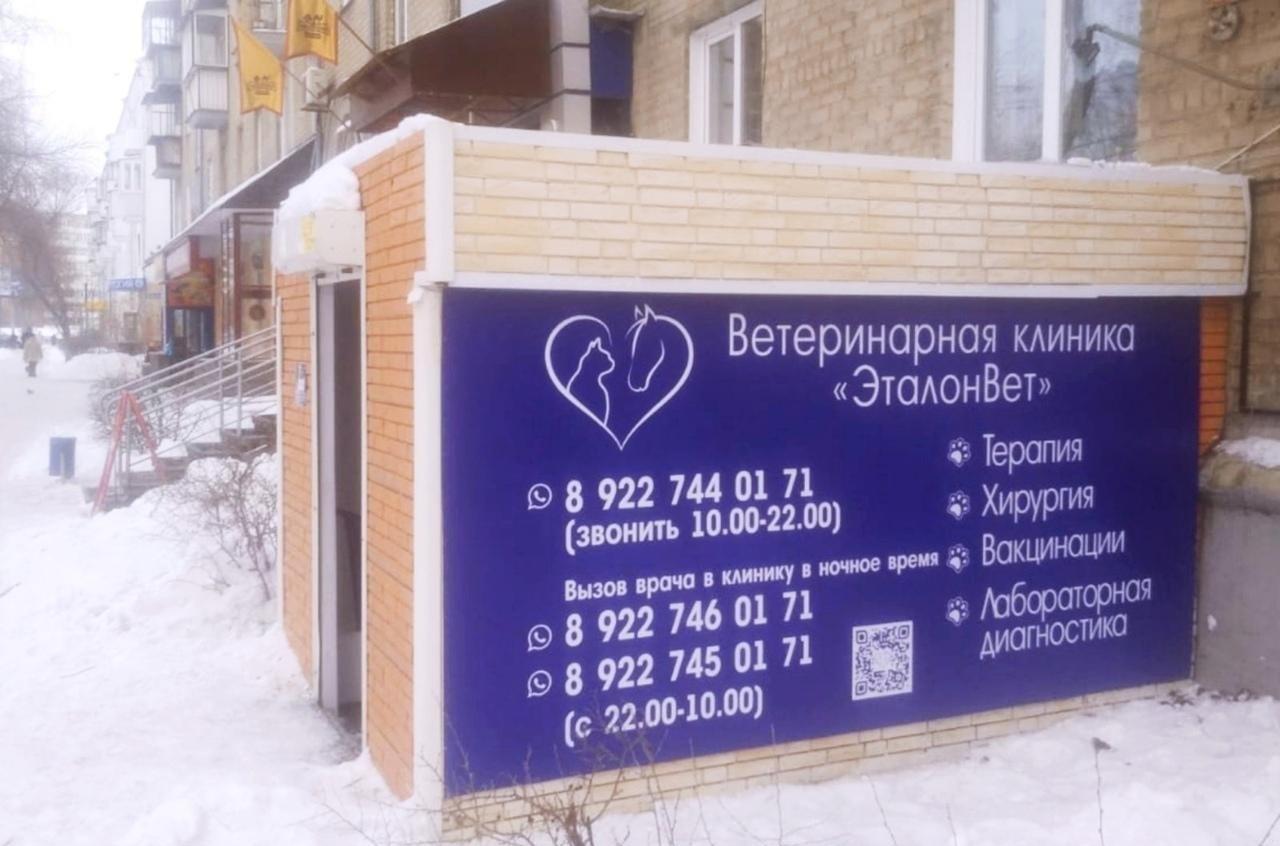 Ветеринарная клиника
«ЭталонВет»
8 922 744 01 71
(звонить 10.00-22.00)
Вызов врача в клинику в ночное время
8 922 746 01 71
8 922 745 01 71
(с 22.00-10.00)
Терапия
Хирургия
Вакцинации
Лабораторная
диагностика